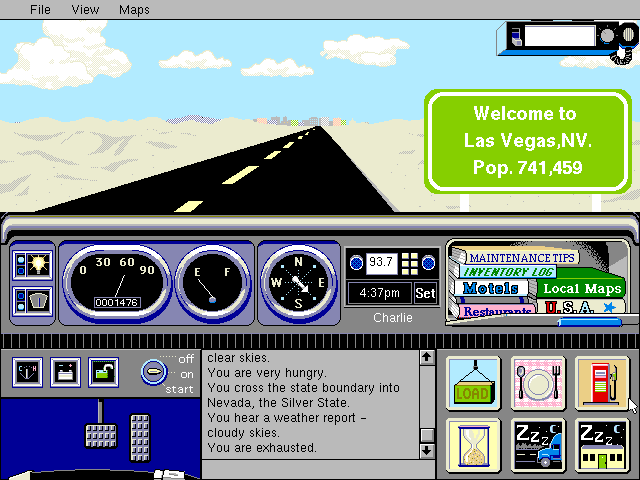 File View Maps
Welcome to
Las Vegas,NV.
Pop. 741,459
0 30 60 90
0001476
E F
N
W E
S
93.7
4:37pm Set
Charlie
MAINTENANCE TIPS
INVENTORY LOG
Motels
Local Maps
Restaurants
U.S.A.
off
on
start
C H
clear skies.
You are very hungry.
You cross the state boundary into
Nevada, the Silver State.
You hear a weather report -
cloudy skies.
You are exhausted.
LOAD
ZZZ
ZZZ